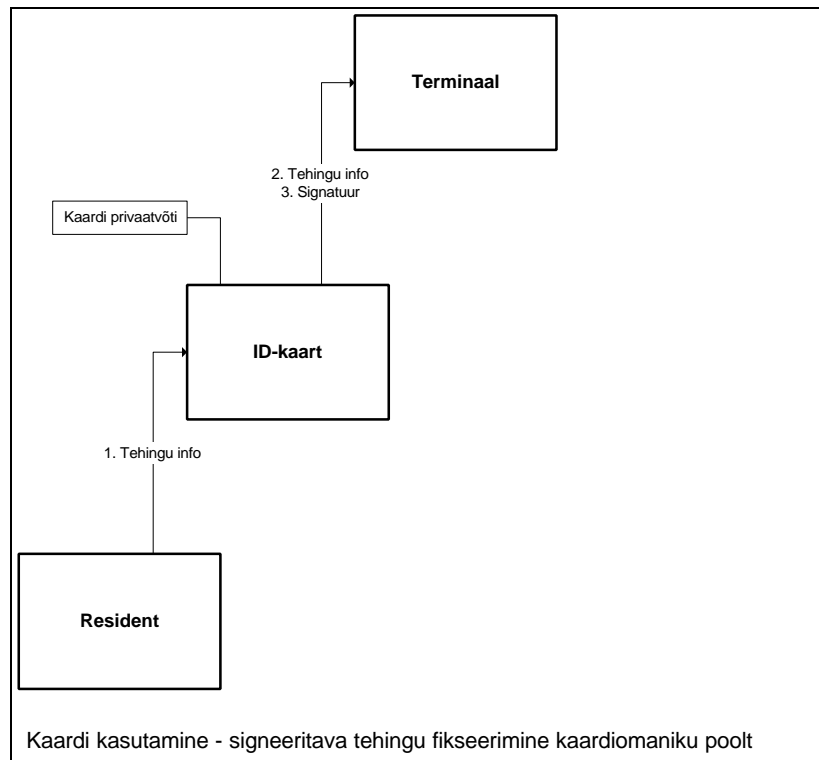 Terminaal
2. Tehingu info
3. Signatuur
Kaardi privaatvõti
ID-kaart
1. Tehingu info
Resident
Kaardi kasutamine - signeeritava tehingu fikseerimine kaardiomaniku poolt